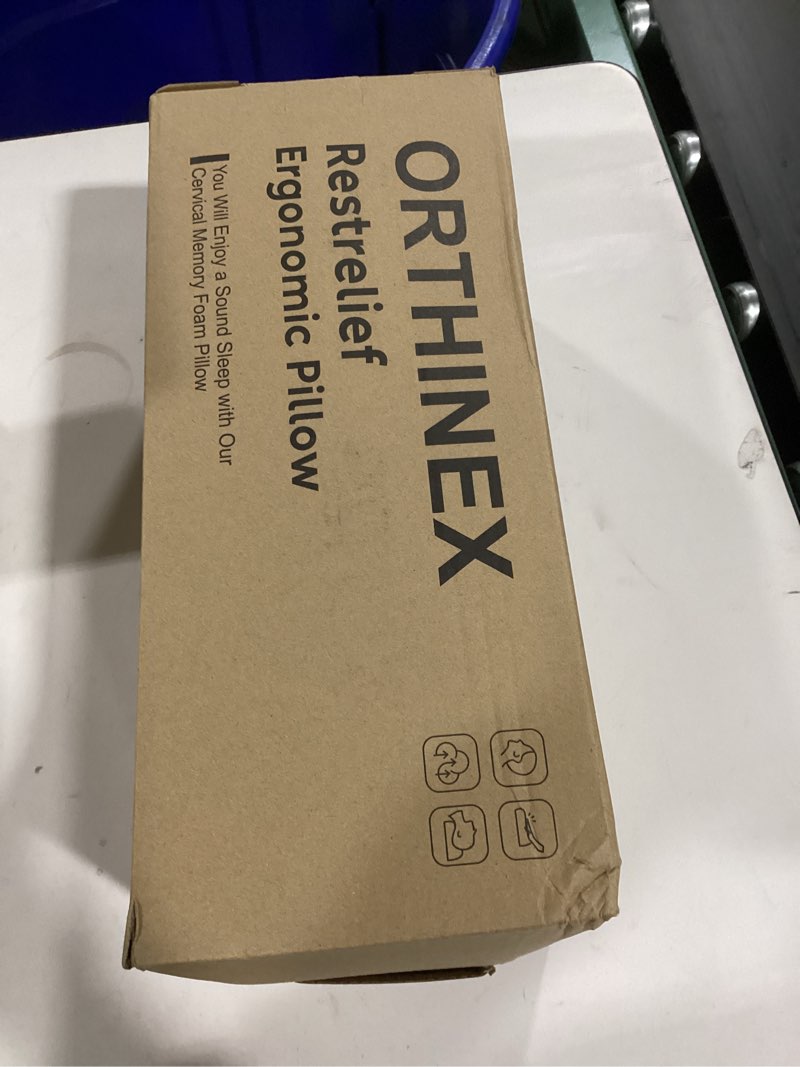 ORTHINEX
Restrelief
Ergonomic Pillow
You Will Enjoy a Sound Sleep with Our
Cervical Memory Foam Pillow